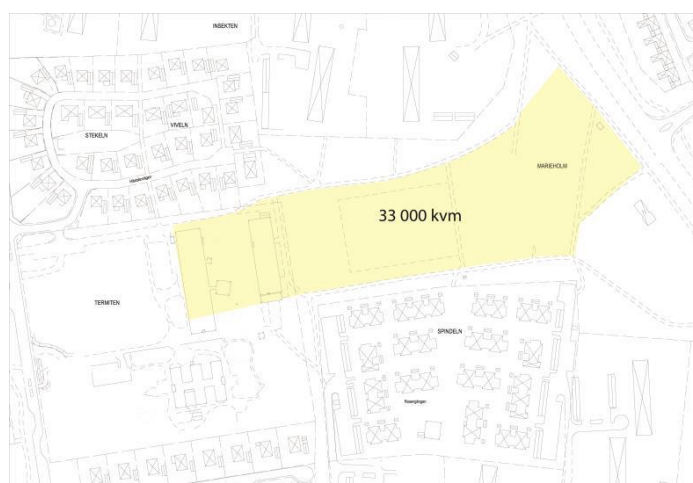 INSEKTEN
STEKELN
VIVELN
MARIEHOLM
33 000 kvm
TERMITEN
SPINDELN